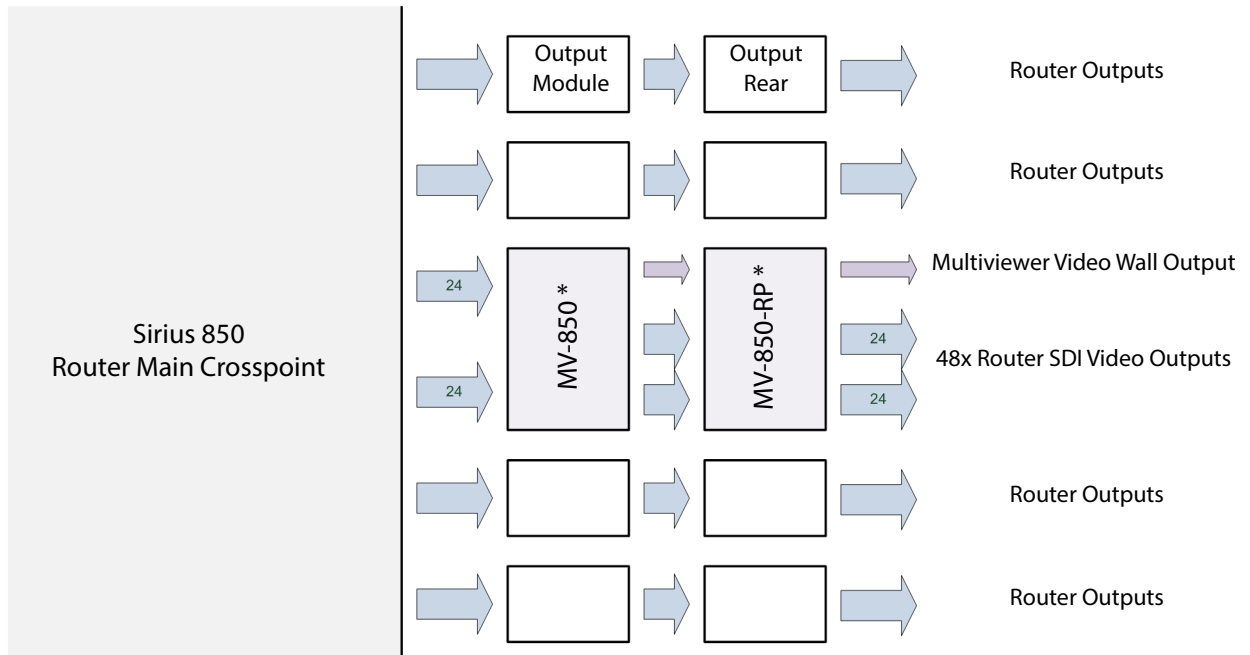 Output
Module
Output
Rear
Router Outputs
Router Outputs
Sirius 850
Router Main Crosspoint
24
24
MV-850 *
MV-850-RP *
Multiviewer Video Wall Output
24
48x Router SDI Video Outputs
24
Router Outputs
Router Outputs